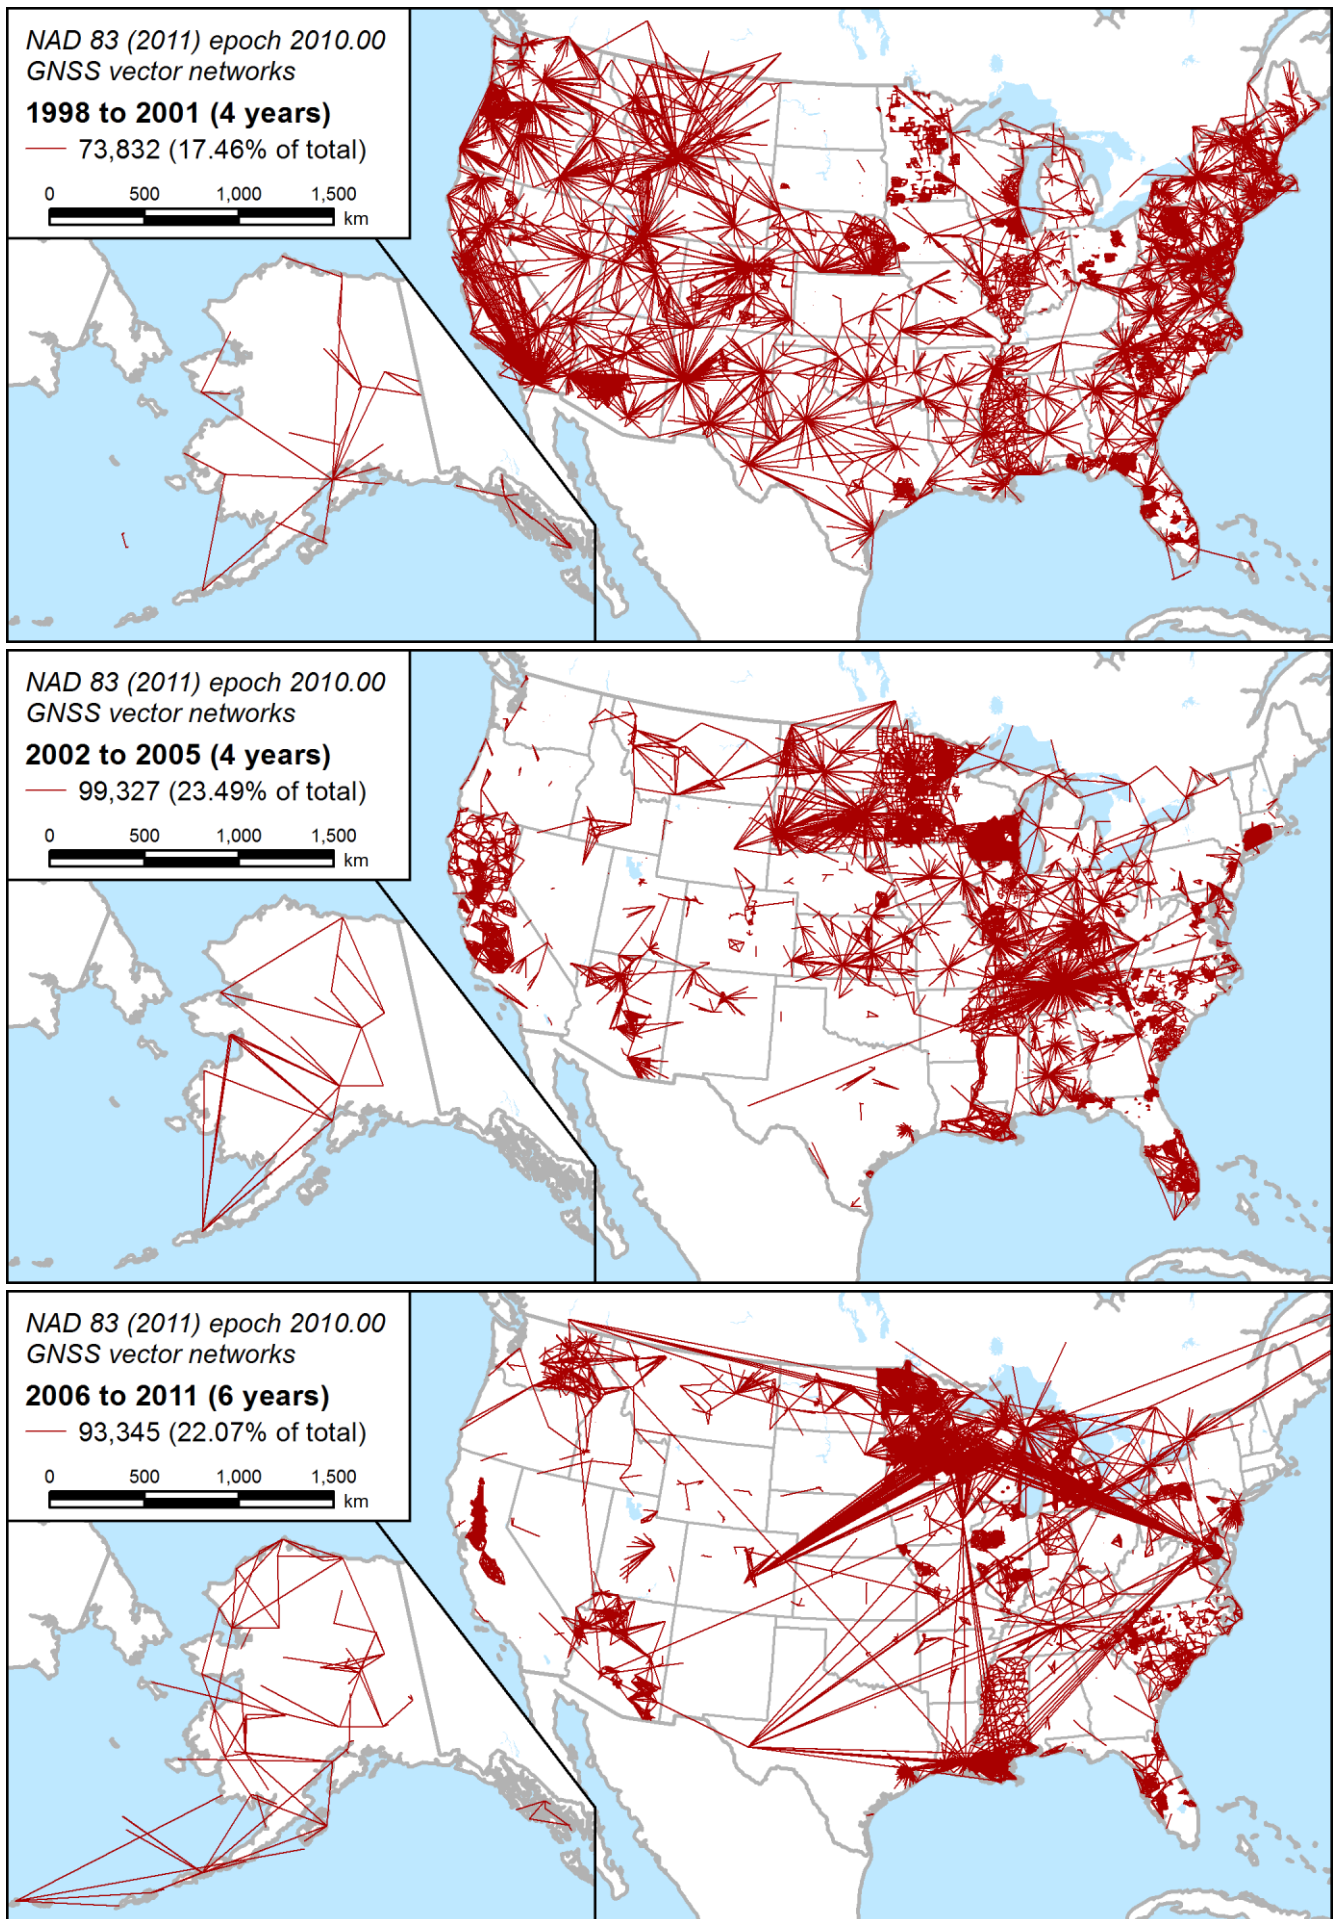 NAD 83 (2011) epoch 2010.00
GNSS vector networks
1998 to 2001 (4 years)
73,832 (17.46% of total)
0 500 1,000 1,500
km
NAD 83 (2011) epoch 2010.00
GNSS vector networks
2002 to 2005 (4 years)
99,327 (23.49% of total)
0 500 1,000 1,500
km
NAD 83 (2011) epoch 2010.00
GNSS vector networks
2006 to 2011 (6 years)
93,345 (22.07% of total)
0 500 1,000 1,500
km